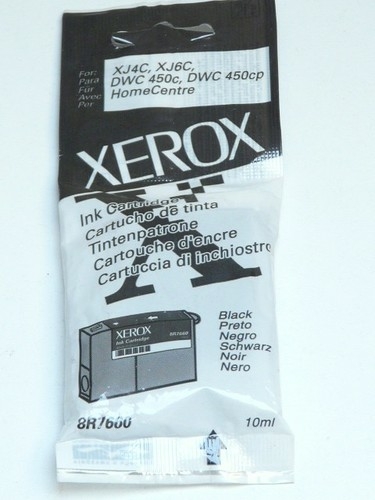 For:
Para
Für
Avec
Per
XJ4C, XJ6C,
DWC 450c, DWC 450cp
HomeCentre
XEROX
Ink Cartridge
Cartucho de tinta
Tintenpatrone
Cartouche d'encre
Cartuccia di inchiostro
XEROX
Ink Cartridge
8R7660
Black
Preto
Negro
Schwarz
Noir
Nero
8R7660
10ml